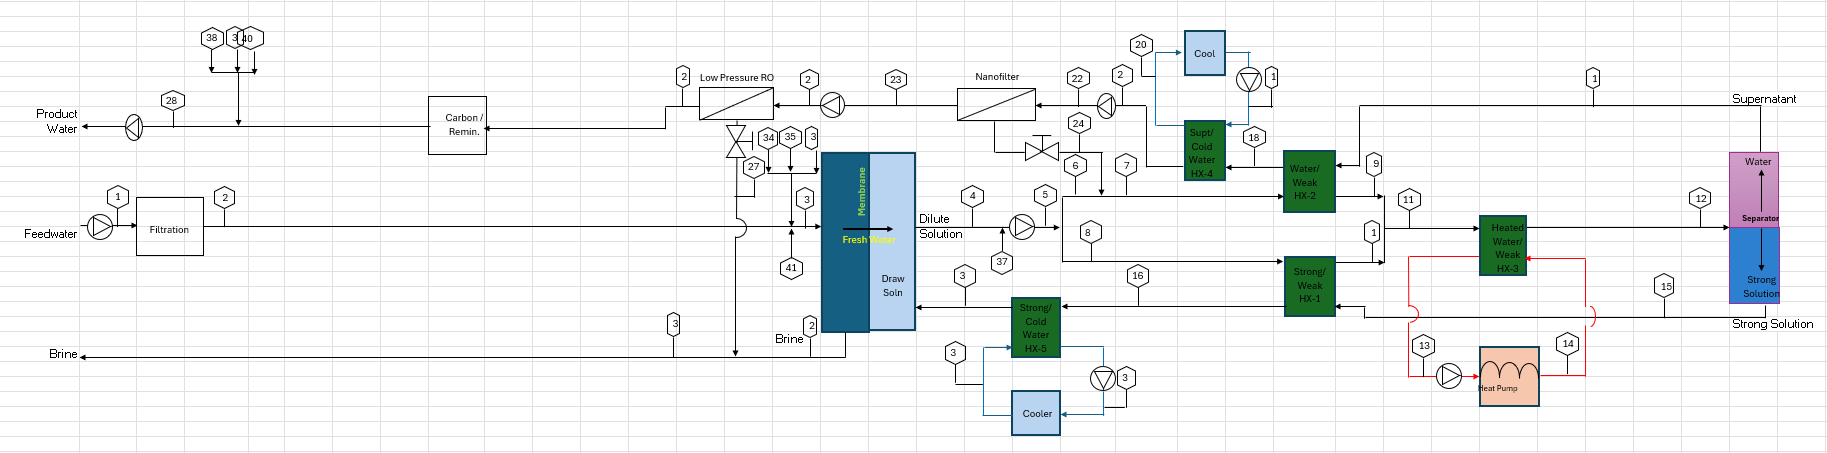 38
3
40
28
Product
Water
Carbon /
Remin.
2
Low Pressure RO
2
23
Nanofilter
22
2
20
Cool
1
1
Supernatant
34
35
3
27
24
6
7
Supt/
Cold
Water
HX-4
18
Water/
Weak
HX-2
9
Water
Separator
Strong
Solution
1
Feedwater
Filtration
2
3
41
Membrane
Fresh Water
Draw
Soln
Dilute
Solution
4
37
5
8
11
1
Heated
Water/
Weak
HX-3
12
3
16
Strong/
Weak
HX-1
15
Strong Solution
Strong/
Cold
Water
HX-5
3
3
Cooler
13
Heat Pump
14
Brine
3
Brine
2